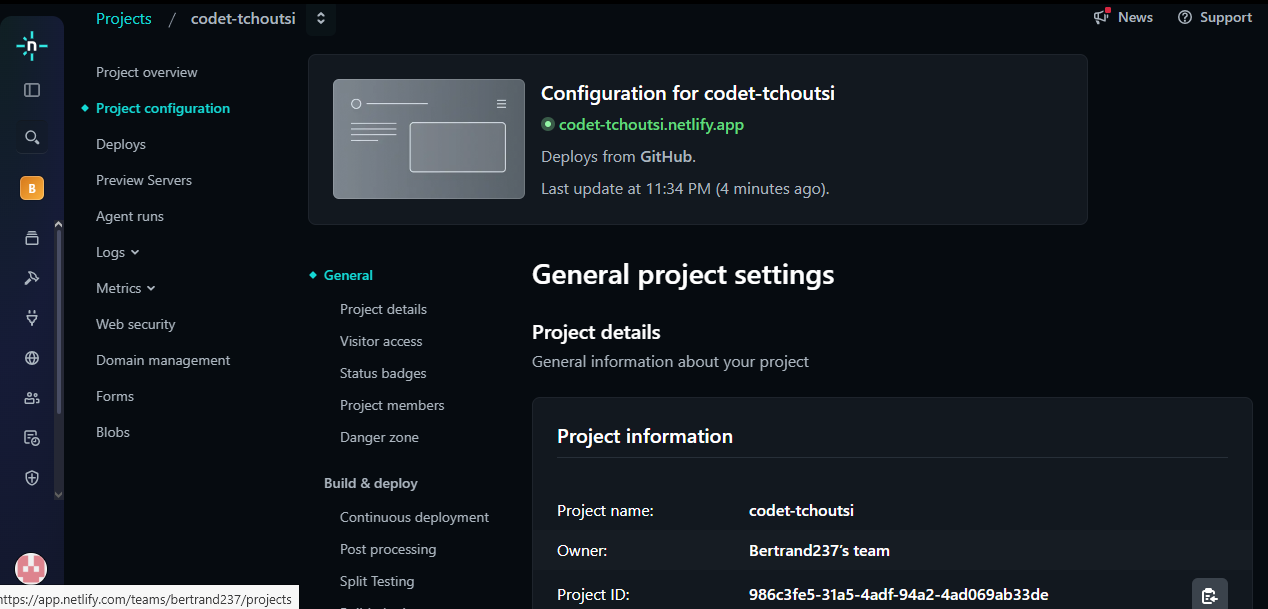 Projects / codet-tchoutsi
News
Support
B
Project overview
Project configuration
Deploys
Preview Servers
Agent runs
Logs
Metrics
Web security
Domain management
Forms
Blobs
Configuration for codet-tchoutsi
codet-tchoutsi.netlify.app
Deploys from GitHub.
Last update at 11:34 PM (4 minutes ago).
General
Project details
Visitor access
Status badges
Project members
Danger zone
Build & deploy
Continuous deployment
Post processing
Split Testing
General project settings
Project details
General information about your project
Project information
Project name: codet-tchoutsi
Owner: Bertrand237's team
Project ID: 986c3fe5-31a5-4adf-94a2-4ad069ab33de
https://app.netlify.com/teams/bertrand237/projects